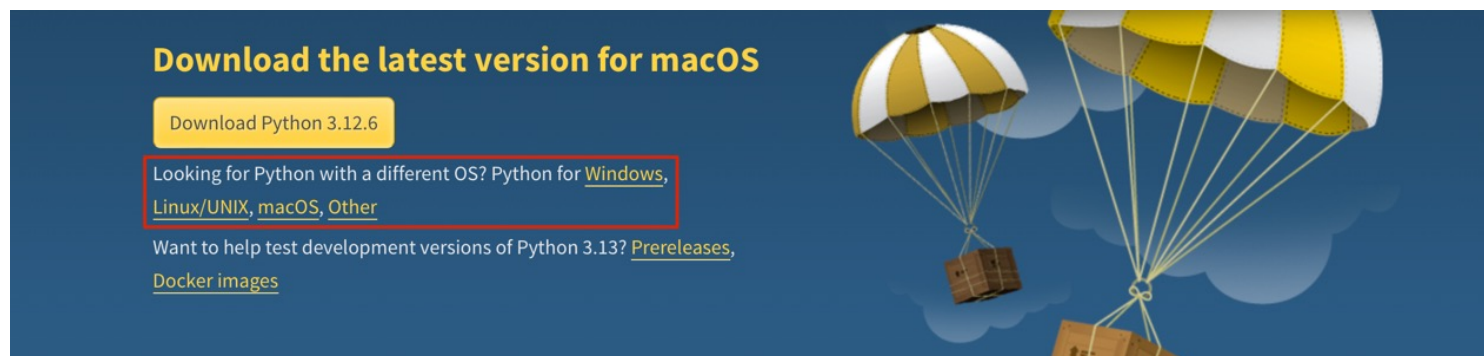 Download the latest version for macOS
Download Python 3.12.6
Looking for Python with a different OS? Python for Windows,
Linux/UNIX, macOS, Other
Want to help test development versions of Python 3.13? Prereleases,
Docker images